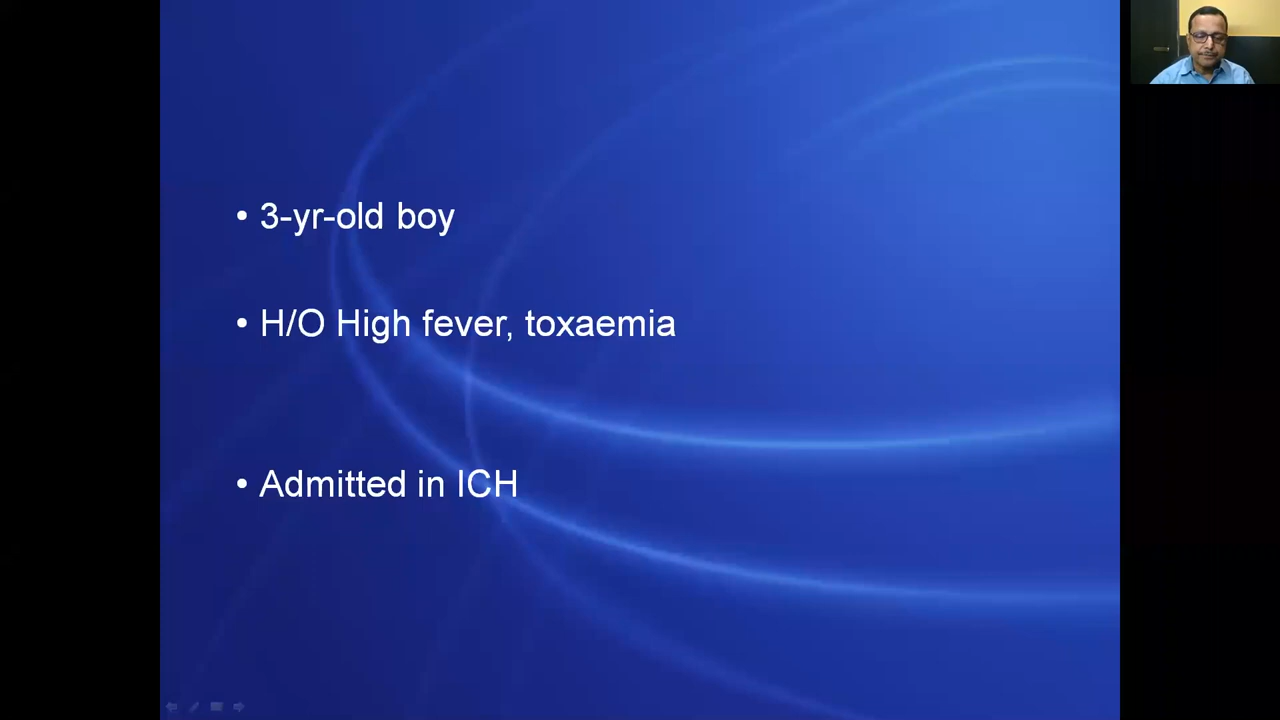 • 3-yr-old boy
• H/O High fever, toxaemia
• Admitted in ICH